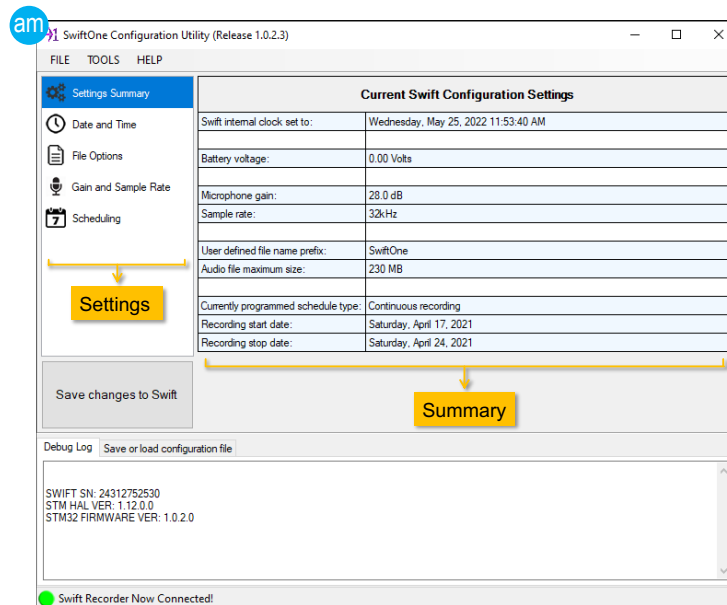 am
SwiftOne Configuration Utility (Release 1.0.2.3)
FILE TOOLS HELP
Settings Summary
Date and Time
File Options
Gain and Sample Rate
7 Scheduling
Settings
Save changes to Swift
Current Swift Configuration Settings
Swift internal clock set to: Wednesday, May 25, 2022 11:53:40 AM
Battery voltage: 0.00 Volts
Microphone gain: 28.0 dB
Sample rate: 32kHz
User defined file name prefix: SwiftOne
Audio file maximum size: 230 MB
Currently programmed schedule type: Continuous recording
Recording start date: Saturday, April 17, 2021
Recording stop date: Saturday, April 24, 2021
Summary
Debug Log Save or load configuration file
SWIFT SN: 24312752530
STM HAL VER: 1.12.0.0
STM32 FIRMWARE VER: 1.0.2.0
Swift Recorder Now Connected!